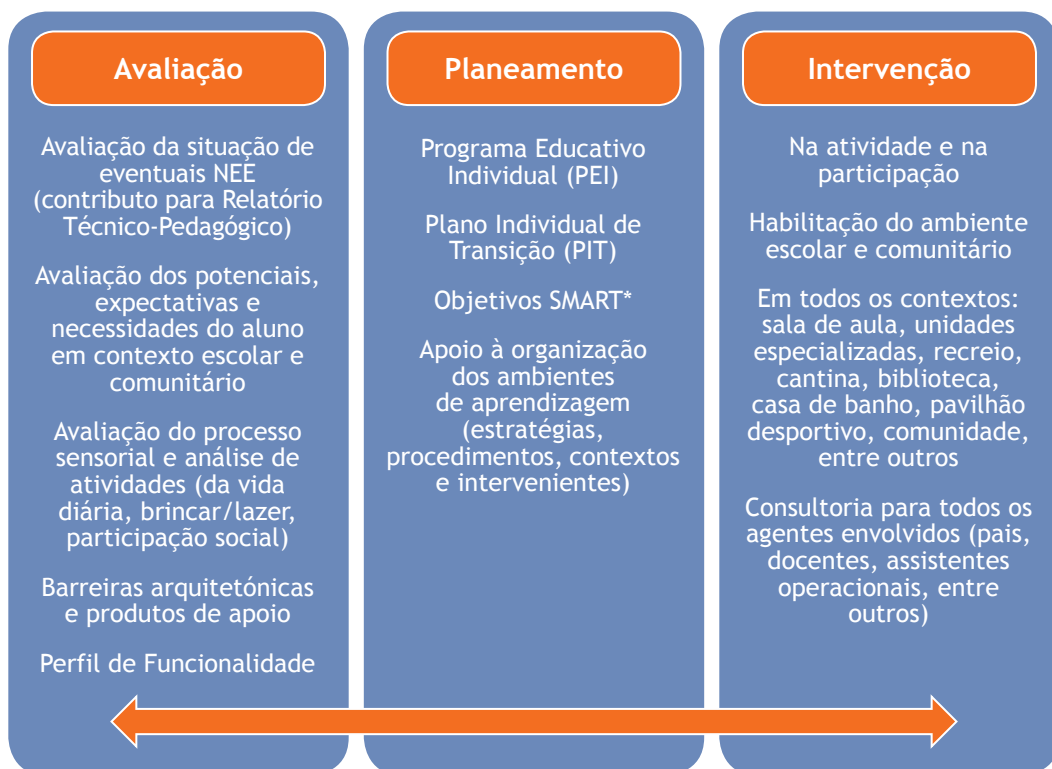 Avaliação
Avaliação da situação de
eventuais NEE
(contributo para Relatório
Técnico-Pedagógico)
Avaliação dos potenciais,
expectativas e
necessidades do aluno
em contexto escolar e
comunitário
Avaliação do processo
sensorial e análise de
atividades (da vida
diária, brincar/lazer,
participação social)
Barreiras arquitetónicas
e produtos de apoio
Perfil de Funcionalidade
Planeamento
Programa Educativo
Individual (PEI)
Plano Individual de
Transição (PIT)
Objetivos SMART*
Apoio à organização
dos ambientes
de aprendizagem
(estratégias,
procedimentos, contextos
e intervenientes)
Intervenção
Na atividade e na
participação
Habilitação do ambiente
escolar e comunitário
Em todos os contextos:
sala de aula, unidades
especializadas, recreio,
cantina, biblioteca,
casa de banho, pavilhão
desportivo, comunidade,
entre outros
Consultoria para todos os
agentes envolvidos (pais,
docentes, assistentes
operacionais, entre
outros)